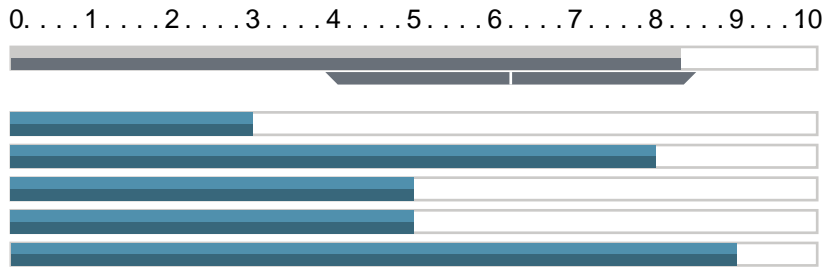 0. . . . 1 . . . . 2 . . . . 3 . . . . 4 . . . . 5 . . . . 6 . . . . 7 . . . . 8 . . . . 9 . . . . 10